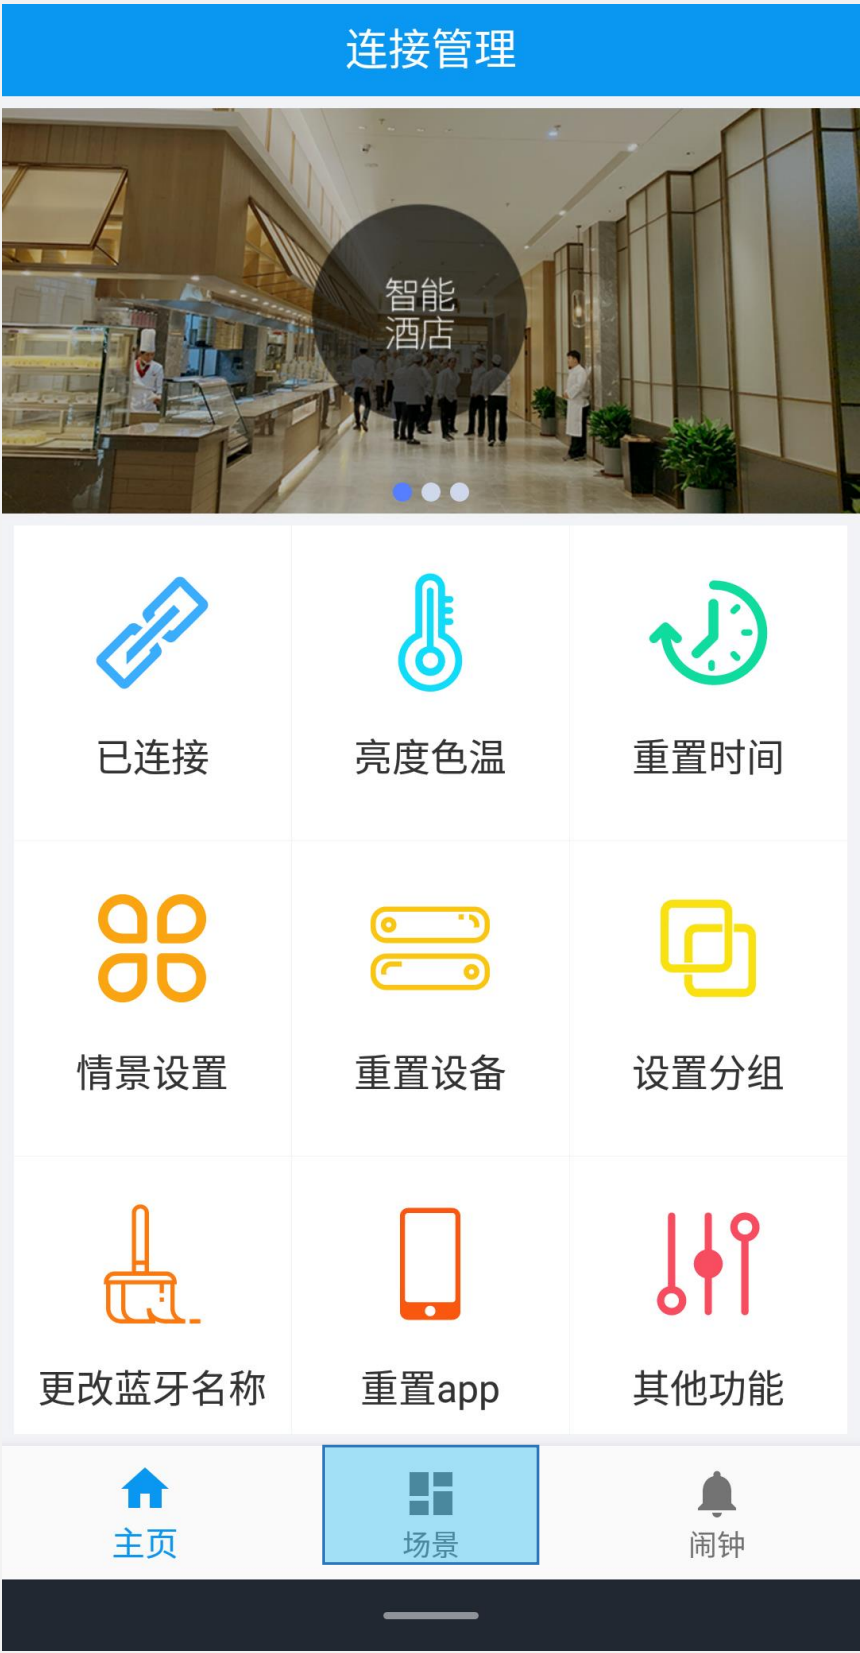 连接管理
智能
酒店
已连接
亮度色温
重置时间
情景设置
重置设备
设置分组
更改蓝牙名称
重置app
其他功能
主页
场景
闹钟